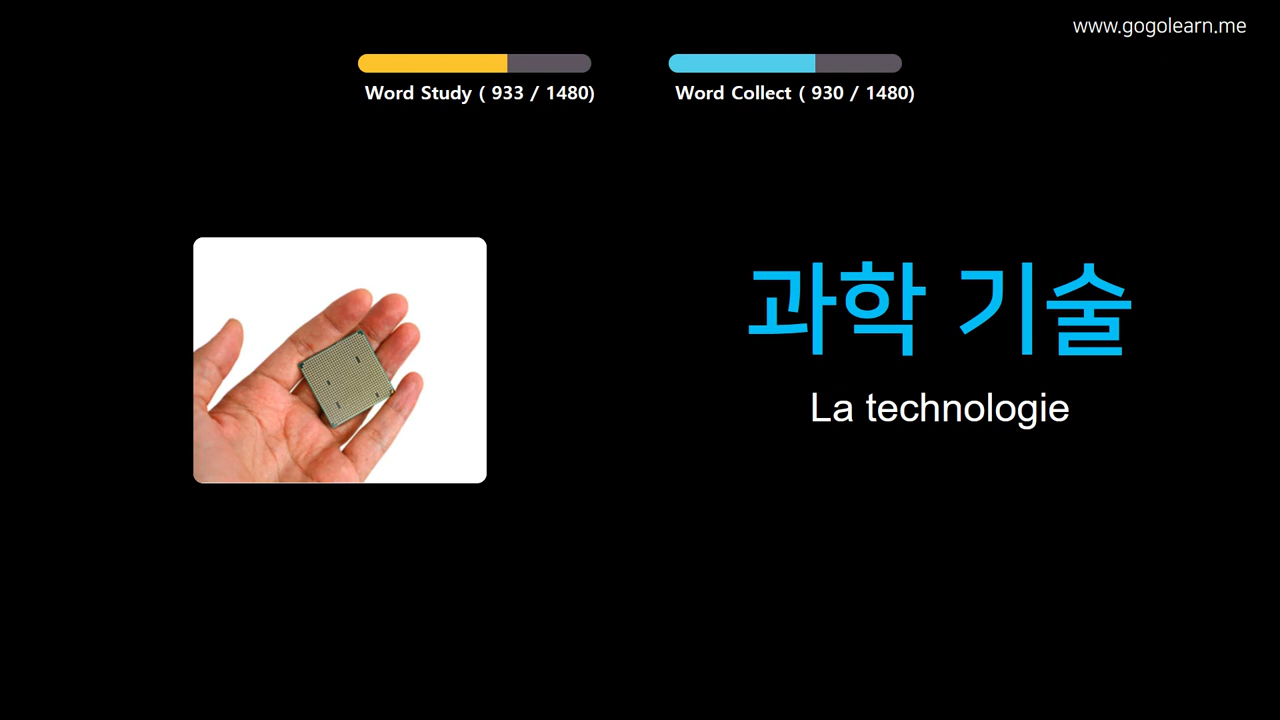 www.gogolearn.me
Word Study ( 933 / 1480)
Word Collect ( 930 / 1480)
과학 기술
La technologie